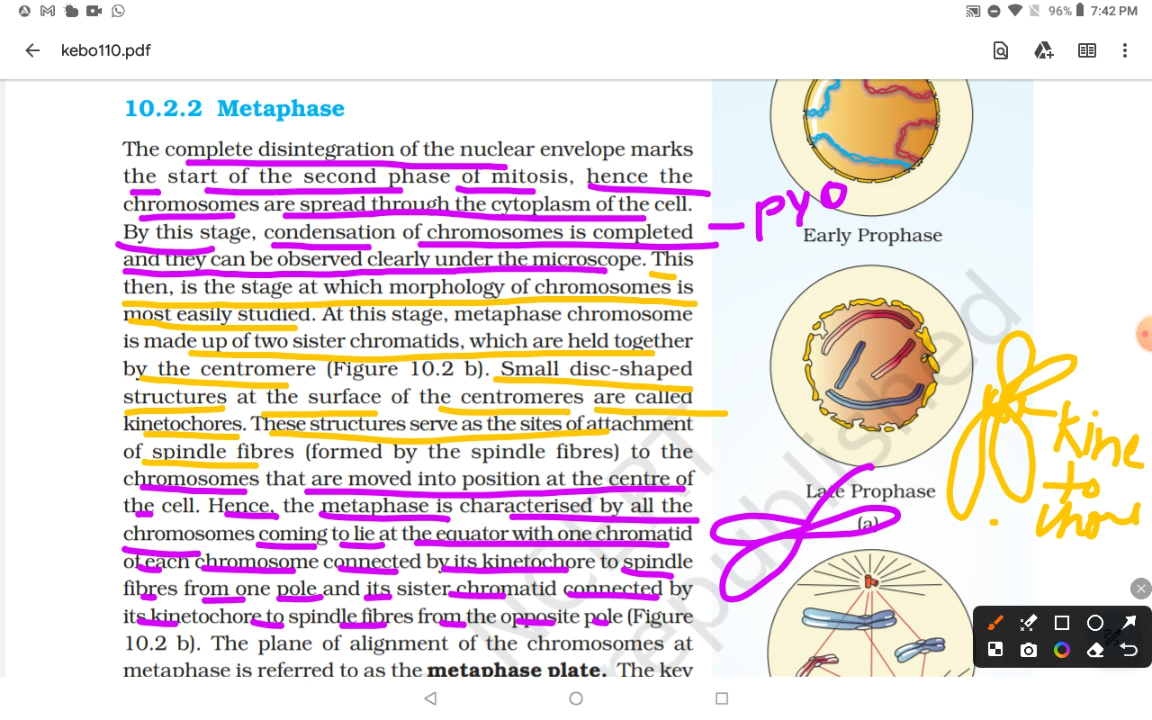 96% 7:42 PM
kebo110.pdf
10.2.2 Metaphase
The complete disintegration of the nuclear envelope marks
the start of the second phase of mitosis, hence the
chromosomes are spread through the cytoplasm of the cell.
By this stage, condensation of chromosomes is completed
and they can be observed clearly under the microscope. This
then, is the stage at which morphology of chromosomes is
most easily studied. At this stage, metaphase chromosome
is made up of two sister chromatids, which are held together
by the centromere (Figure 10.2 b). Small disc-shaped
structures at the surface of the centromeres are called
kinetochores. These structures serve as the sites of attachment
of spindle fibres (formed by the spindle fibres) to the
chromosomes that are moved into position at the centre of
the cell. Hence, the metaphase is characterised by all the
chromosomes coming to lie at the equator with one chromatid
of each chromosome connected by its kinetochore to spindle
fibres from one pole and its sister chromatid connected by
its kinetochore to spindle fibres from the opposite pole (Figure
10.2 b). The plane of alignment of the chromosomes at
metaphase is referred to as the metaphase plate. The key
PYO
Early Prophase
Late Prophase
(a)
Kine
to
NCERT
republished